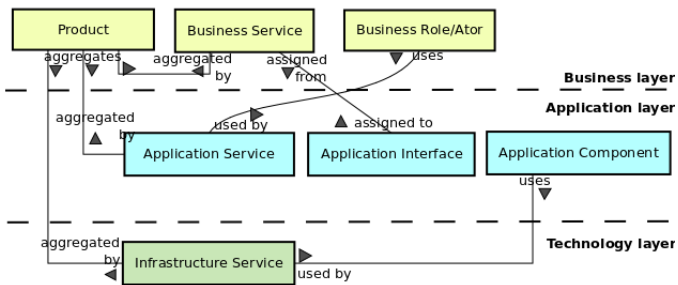 Product
Business Service
Business Role/Ator
aggregates
aggregated
by
assigned
from
uses
Business layer
Application layer
aggregated
by
used by
assigned to
Application Service
Application Interface
Application Component
uses
Technology layer
aggregated
by
Infrastructure Service
used by